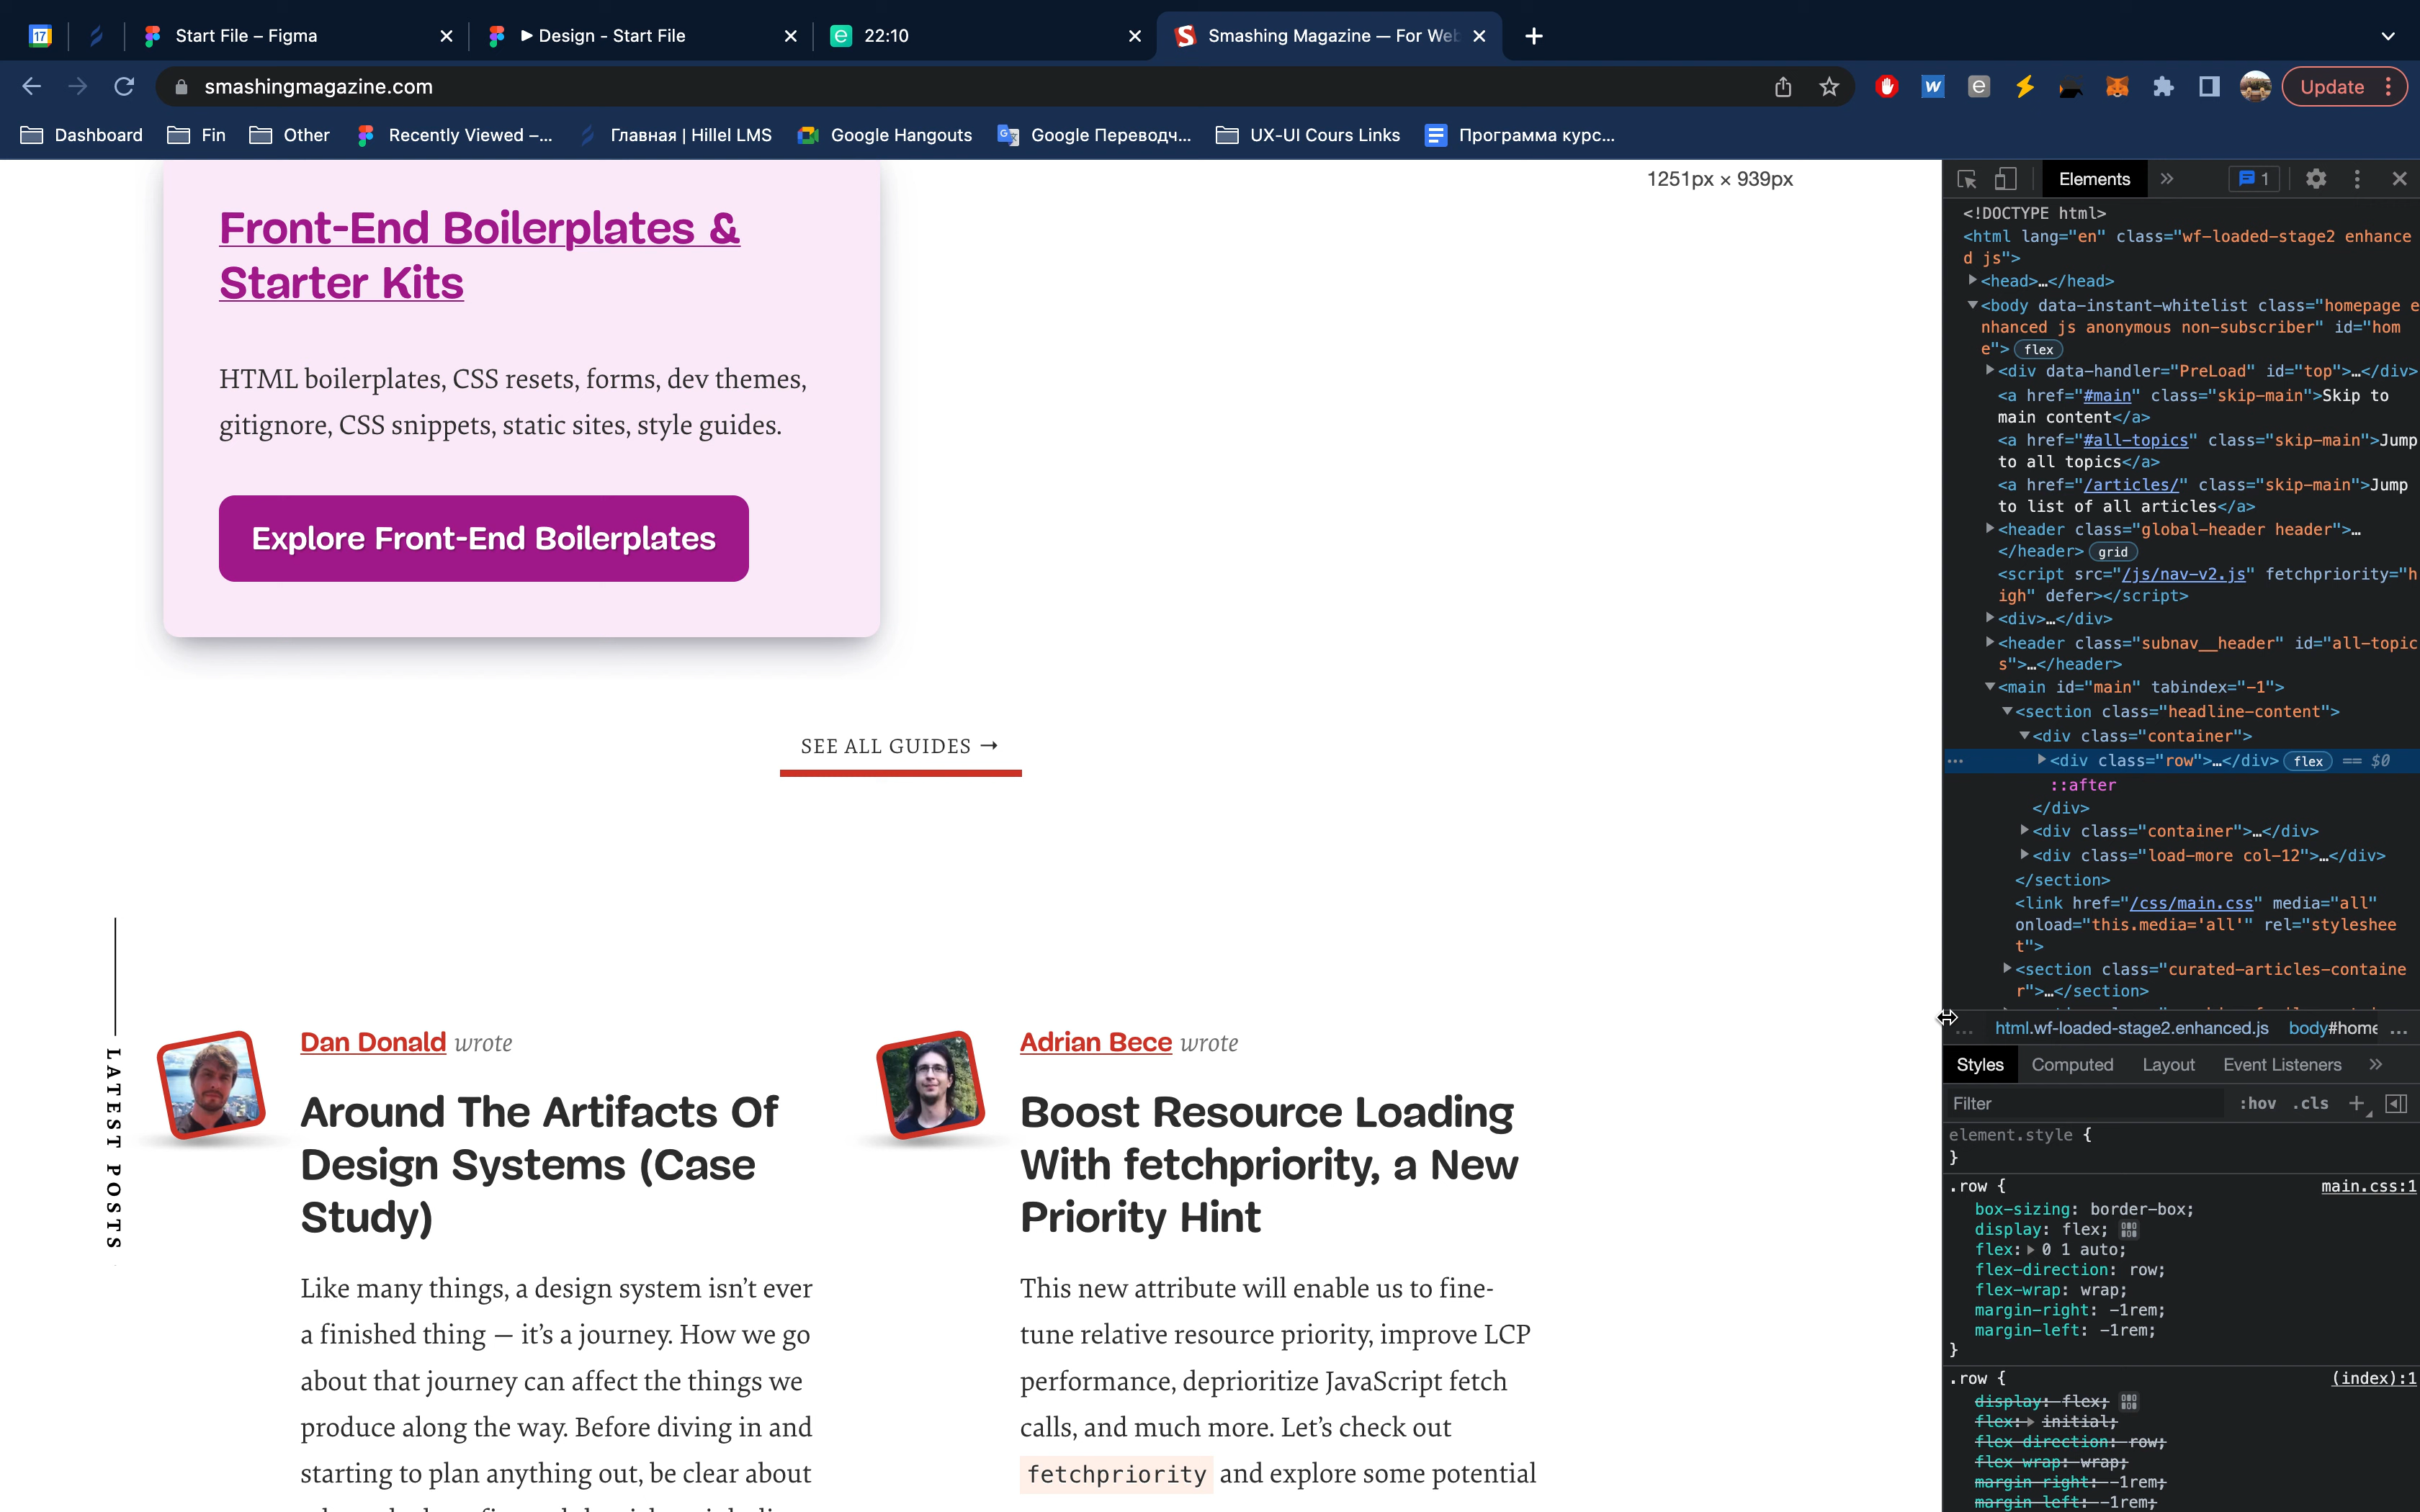 17
Start File – Figma
Design - Start File
22:10
Smashing Magazine — For Web
smashingmagazine.com
Update
Dashboard
Fin
Other
Recently Viewed –...
Главная | Hillel LMS
Google Hangouts
Google Переводч...
UX-UI Cours Links
Программа курс...
1251px × 939px
Front-End Boilerplates &
Starter Kits
HTML boilerplates, CSS resets, forms, dev themes,
gitignore, CSS snippets, static sites, style guides.
Explore Front-End Boilerplates
SEE ALL GUIDES →
LATEST POSTS
Dan Donald wrote
Around The Artifacts Of
Design Systems (Case
Study)
Like many things, a design system isn’t ever
a finished thing — it’s a journey. How we go
about that journey can affect the things we
produce along the way. Before diving in and
starting to plan anything out, be clear about
Adrian Bece wrote
Boost Resource Loading
With fetchpriority, a New
Priority Hint
This new attribute will enable us to fine-
tune relative resource priority, improve LCP
performance, deprioritize JavaScript fetch
calls, and much more. Let’s check out
fetchpriority and explore some potential
Elements
1
<!DOCTYPE html>
<html lang="en" class="wf-loaded-stage2 enhance
d js">
<head>…</head>
<body data-instant-whitelist class="homepage e
nhanced js anonymous non-subscriber" id="hom
e"> flex
<div data-handler="PreLoad" id="top">…</div>
<a href="#main" class="skip-main">Skip to
main content</a>
<a href="#all-topics" class="skip-main">Jump
to all topics</a>
<a href="/articles/" class="skip-main">Jump
to list of all articles</a>
<header class="global-header header">…
</header> grid
<script src="/js/nav-v2.js" fetchpriority="h
igh" defer></script>
<div>…</div>
<header class="subnav__header" id="all-topic
s">…</header>
<main id="main" tabindex="-1">
<section class="headline-content">
<div class="container">
<div class="row">…</div> flex == $0
::after
</div>
<div class="container">…</div>
<div class="load-more col-12">…</div>
</section>
<link href="/css/main.css" media="all"
onload="this.media='all'" rel="styleshee
t">
<section class="curated-articles-containe
r">…</section>
... html.wf-loaded-stage2.enhanced.js body#home ...
Styles Computed Layout Event Listeners
Filter :hov .cls
element.style {
}
.row { main.css:1
box-sizing: border-box;
display: flex;
flex: 0 1 auto;
flex-direction: row;
flex-wrap: wrap;
margin-right: -1rem;
margin-left: -1rem;
}
.row { (index):1
display: flex;
flex: initial;
flex-direction: row;
flex-wrap: wrap;
margin-right: -1rem;
margin-left: -1rem;